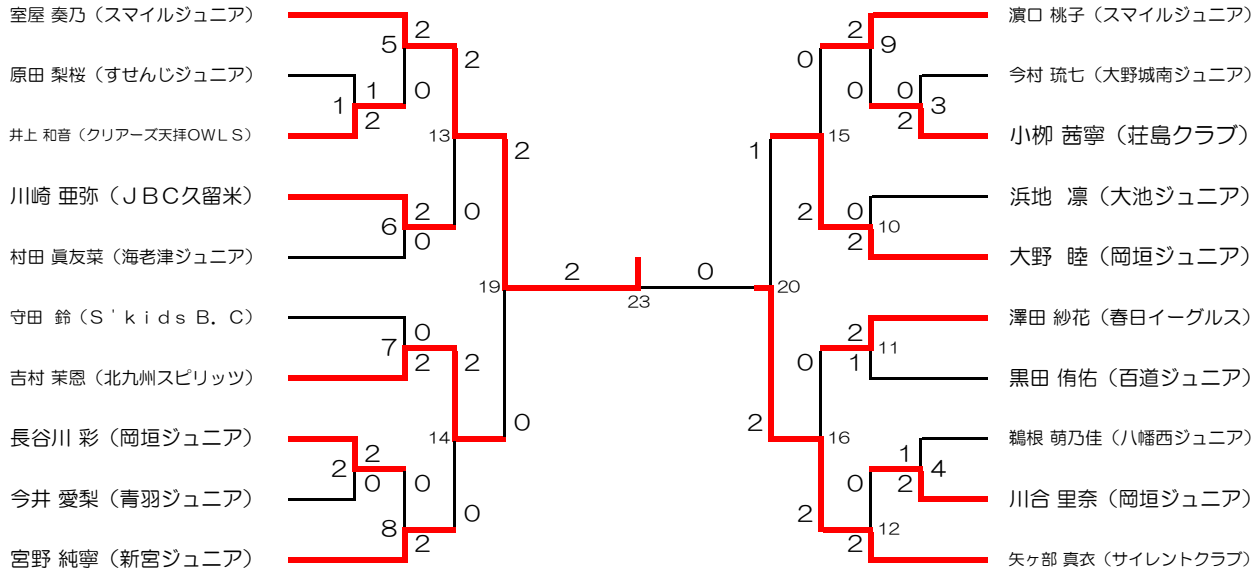 室屋 奏乃（スマイルジュニア）
原田 梨桜（すせんじジュニア）
井上 和音（クリアーズ天拝OWLS）
川崎 亜弥（JBC久留米）
村田 眞友菜（海老津ジュニア）
守田 鈴（S'kids B. C）
吉村 茉恩（北九州スピリッツ）
長谷川 彩（岡垣ジュニア）
今井 愛梨（青羽ジュニア）
宮野 純寧（新宮ジュニア）
5 2
1 1
2 0
6 2
0
7 0
2
2 2
0 0
8 2
13 2
0
14 2
0
19 2
0
2 23 0
20 1
2
15 0
2
16 0
2
2 9
0 0 3
2
0 10
2
2 11
1
1 4
0 2
2 12
濵口 桃子（スマイルジュニア）
今村 琉七（大野城南ジュニア）
小栁 茜寧（荘島クラブ）
浜地 凛（大池ジュニア）
大野 睦（岡垣ジュニア）
澤田 紗花（春日イーグルス）
黒田 侑佑（百道ジュニア）
鵜根 萌乃佳（八幡西ジュニア）
川合 里奈（岡垣ジュニア）
矢ヶ部 真衣（サイレントクラブ）